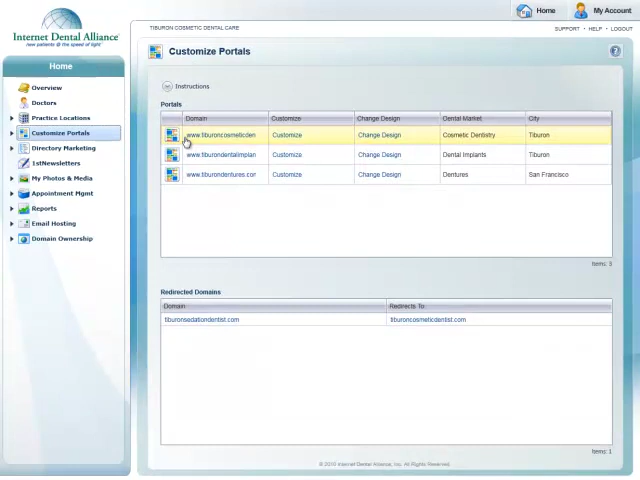 Home
My Account
Internet Dental Alliance
new patients @ the speed of light
TIBURON COSMETIC DENTAL CARE
SUPPORT • HELP • LOGOUT
Home
Customize Portals
?
Overview
Doctors
Practice Locations
Customize Portals
Directory Marketing
1stNewsletters
My Photos & Media
Appointment Mgmt
Reports
Email Hosting
Domain Ownership
Instructions
Portals
Domain Customize Change Design Dental Market City
www.tiburoncosmeticden Customize Change Design Cosmetic Dentistry Tiburon
www.tiburondentalimplan Customize Change Design Dental Implants Tiburon
www.tiburondentures.cor Customize Change Design Dentures San Francisco
Items: 3
Redirected Domains
Domain Redirects To:
tiburonsedationdentist.com tiburoncosmeticdentist.com
Items: 1
© 2010 Internet Dental Alliance, Inc. All Rights Reserved.